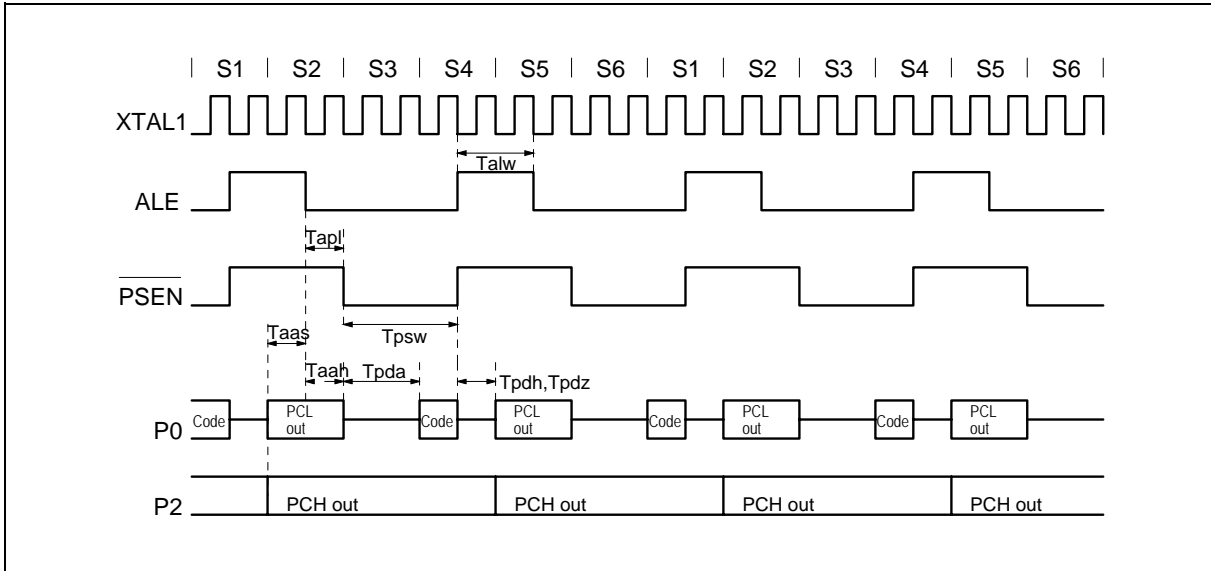 S1 S2 S3 S4 S5 S6 S1 S2 S3 S4 S5 S6
XTAL1
Talw
ALE
Tapl
PSEN
Taas
Tpsw
Taah Tpda Tpdh,Tpdz
P0 Code PCL out Code PCL out Code PCL out Code PCL out
P2 PCH out PCH out PCH out PCH out